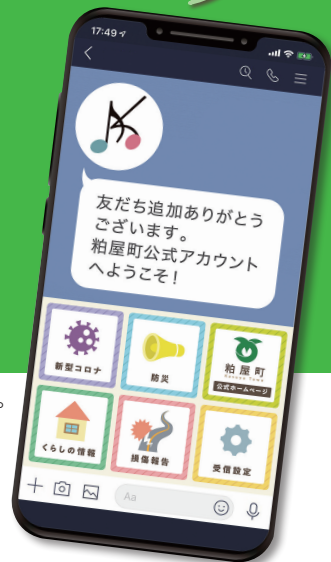 17:49
友だち追加ありがとう
ございます。
粕屋町公式アカウント
へようこそ！
新型コロナ
防災
粕屋町
KASUYA TOWN
公式ホームページ
。
くらしの情報
損傷報告
受信設定
Aa